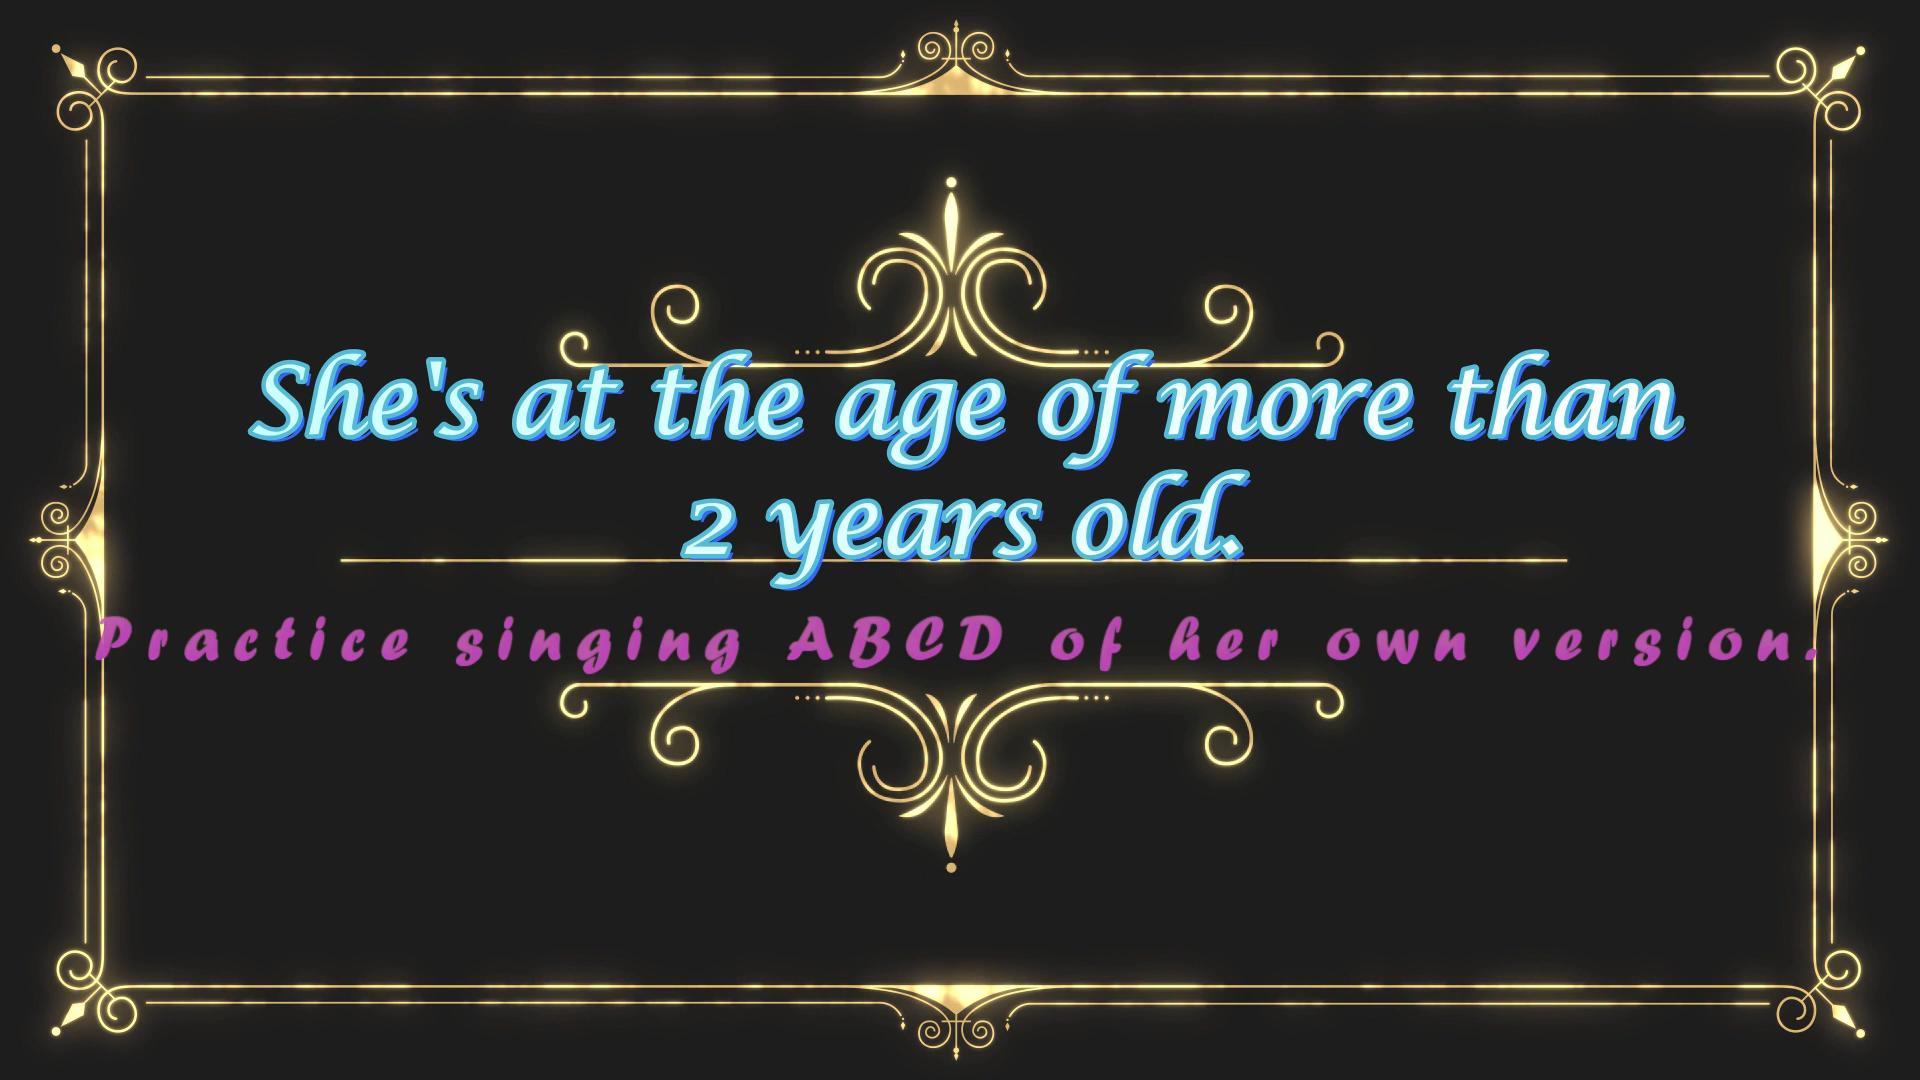 She's at the age of more than
2 years old.
Practice singing ABCD of her own version.